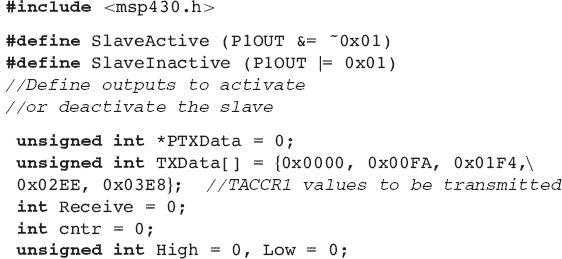 #include <msp430.h>
#define SlaveActive (P1OUT &= ~0x01)
#define SlaveInactive (P1OUT |= 0x01)
//Define outputs to activate
//or deactivate the slave
unsigned int *PTXData = 0;
unsigned int TXData[] = {0x0000, 0x00FA, 0x01F4,\
0x02EE, 0x03E8}; //TACCR1 values to be transmitted
int Receive = 0;
int cntr = 0;
unsigned int High = 0, Low = 0;